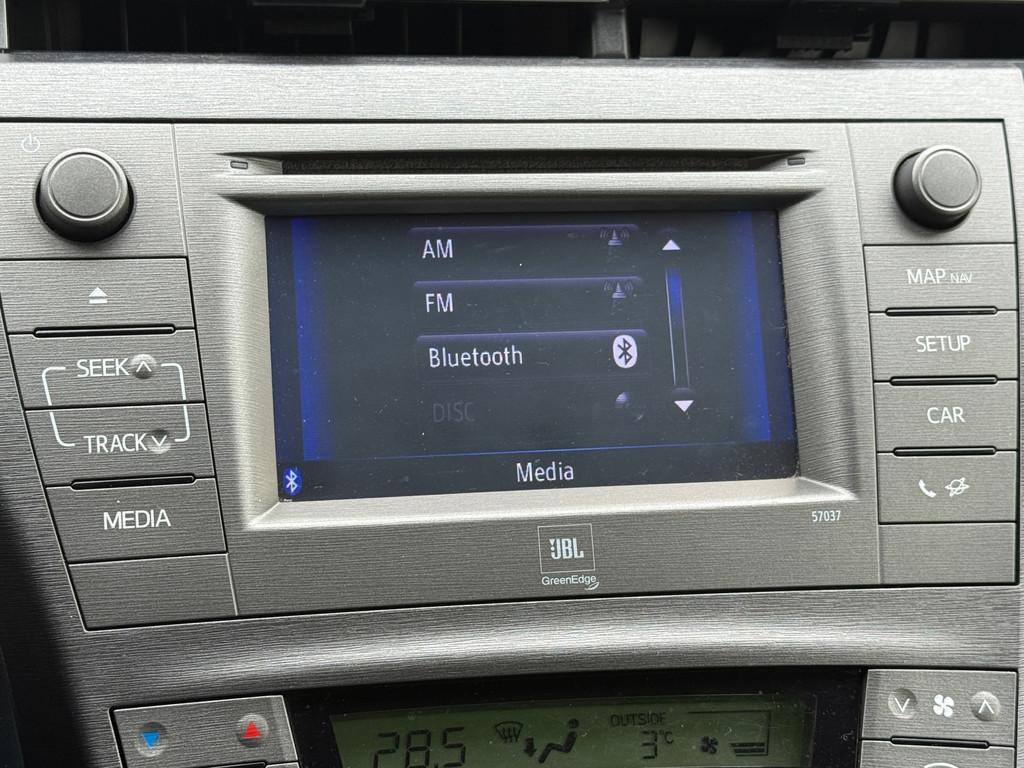 AM
FM
Bluetooth
DISC
Media
SEEK
TRACK
MEDIA
MAP NAV
SETUP
CAR
57037
JBL
GreenEdge
28.5
OUTSIDE
3°C